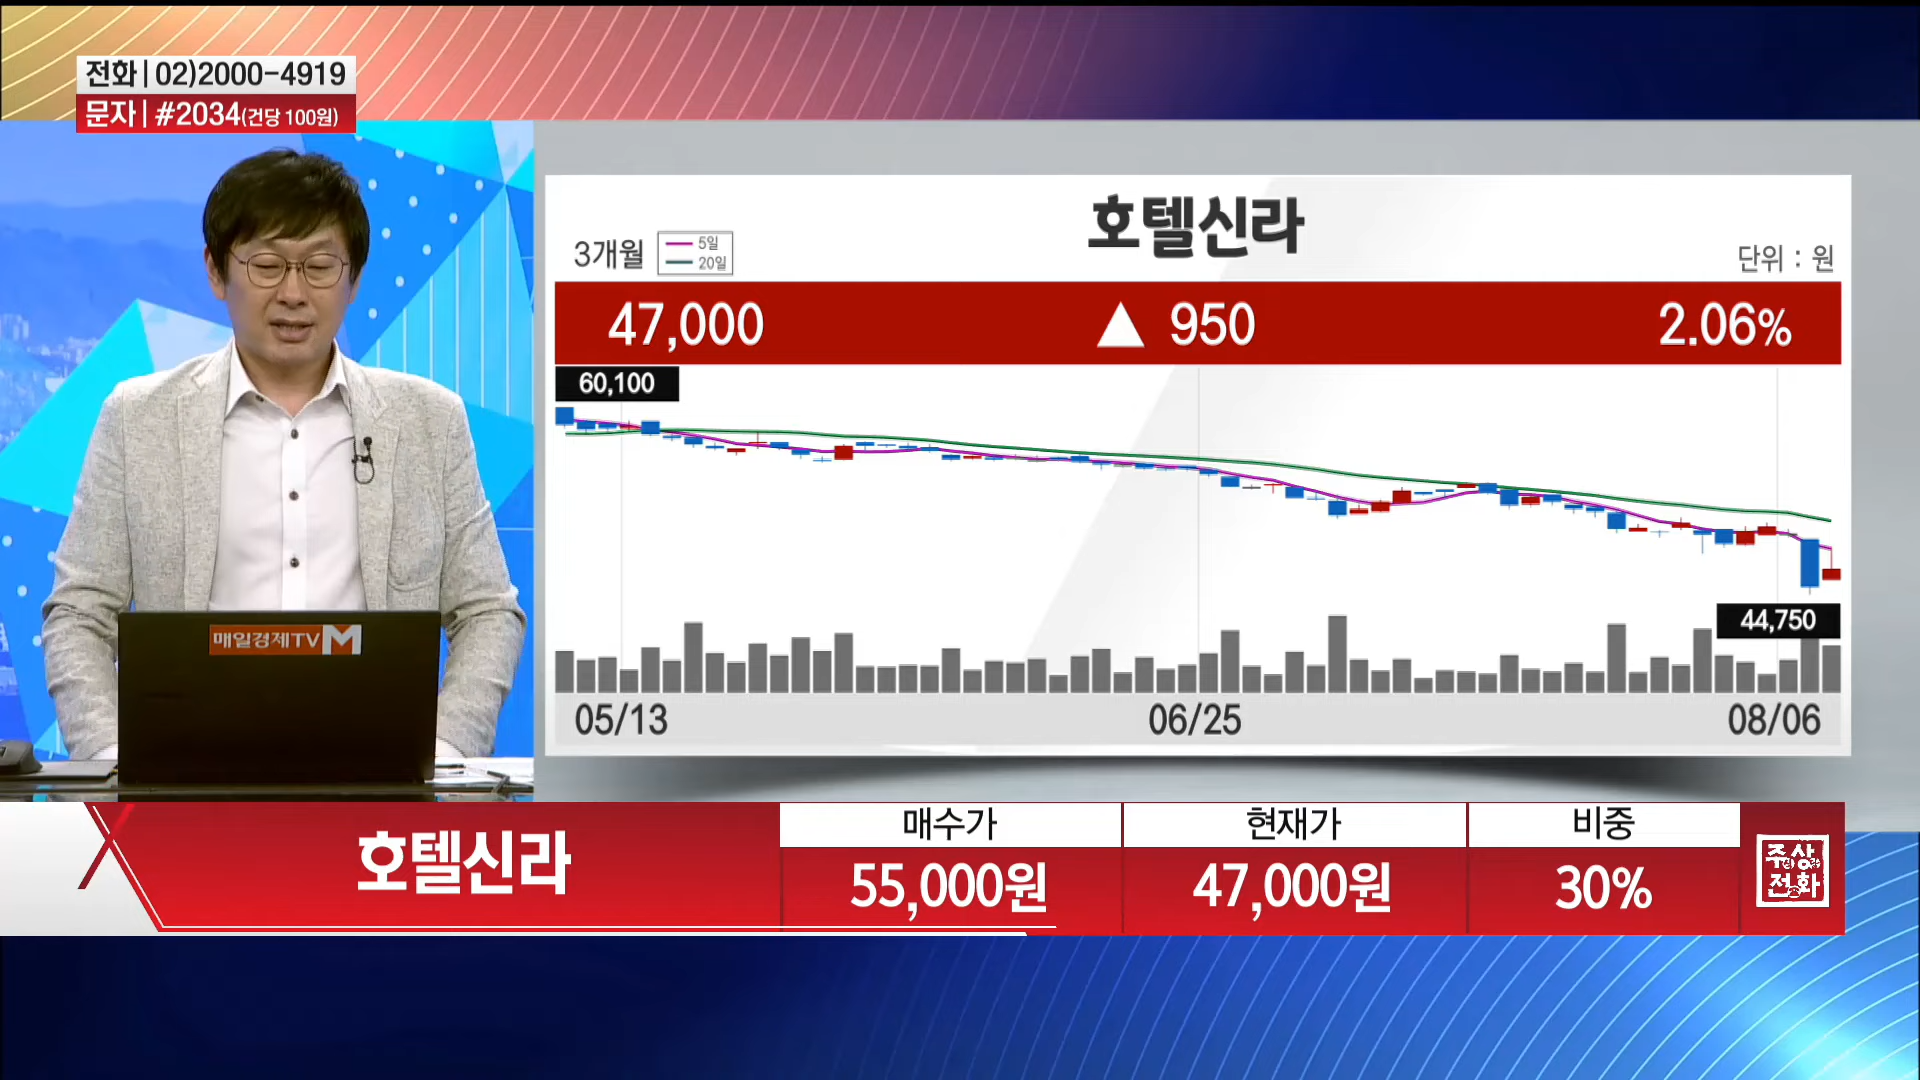 전화 | 02)2000-4919
문자 | #2034(건당 100원)
호텔신라
3개월
5일
20일
단위 : 원
47,000 ▲ 950 2.06%
60,100
44,750
05/13 06/25 08/06
매일경제TV M
호텔신라
매수가 현재가 비중
55,000원 47,000원 30%
주상
전화